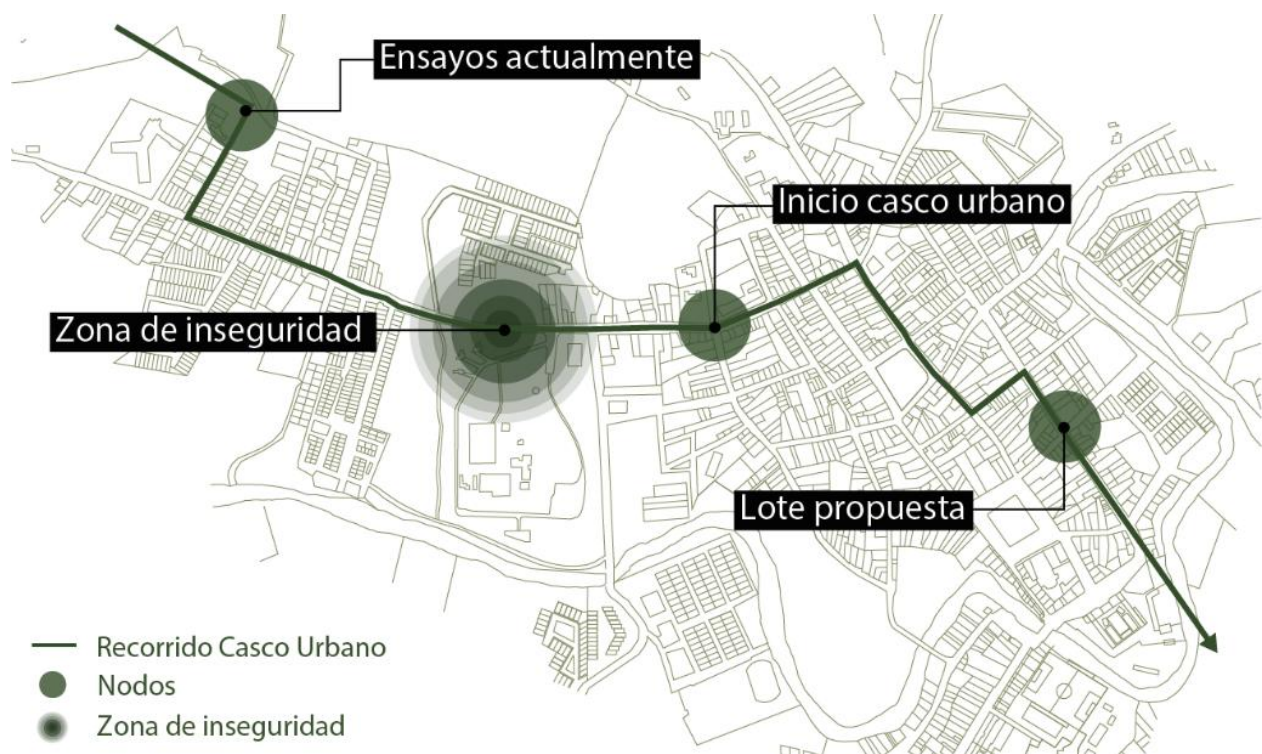 Ensayos actualmente
Inicio casco urbano
Zona de inseguridad
Lote propuesta
Recorrido Casco Urbano
Nodos
Zona de inseguridad